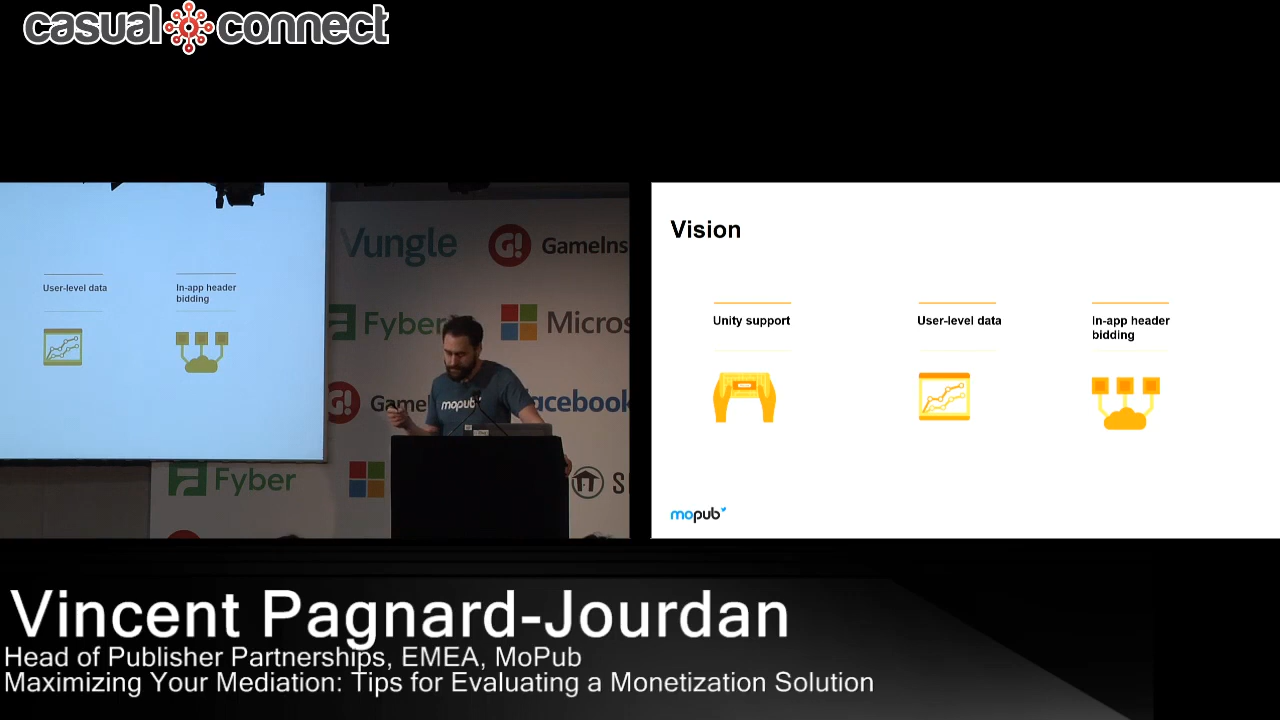 casual connect
User-level data
In-app header
bidding
Vungle
G! GameIns
Fyber
Micros
G! Game
mopub
acebook
Fyber
S
Vision
Unity support
User-level data
In-app header
bidding
mopub
Vincent Pagnard-Jourdan
Head of Publisher Partnerships, EMEA, MoPub
Maximizing Your Mediation: Tips for Evaluating a Monetization Solution